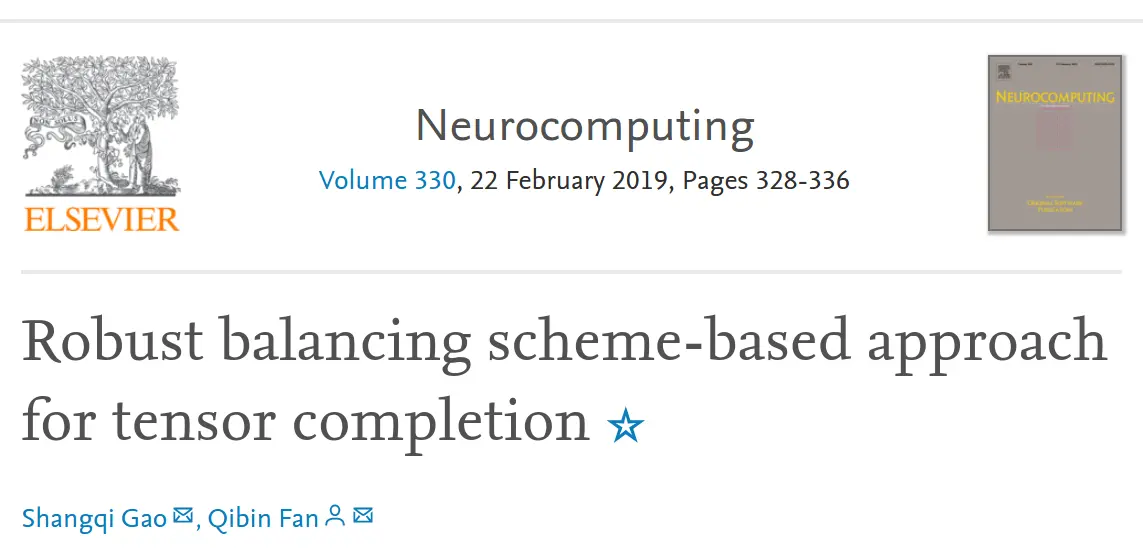 Neurocomputing
Volume 330, 22 February 2019, Pages 328-336
NEUROCOMPUTING
ELSEVIER
Robust balancing scheme-based approach
for tensor completion
Shangqi Gao, Qibin Fan